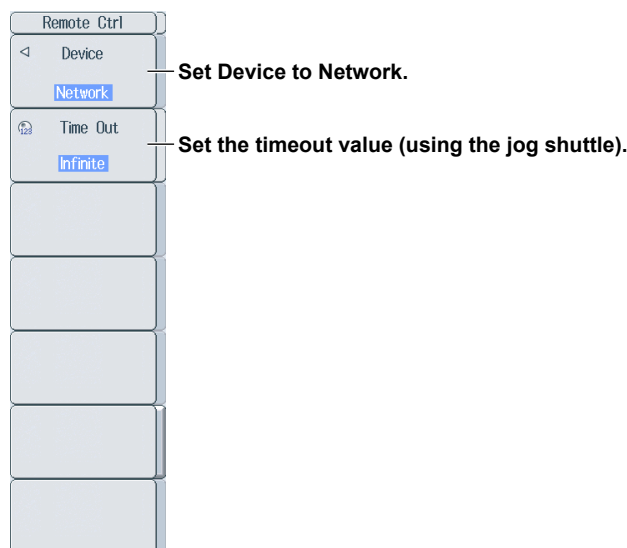 Remote Ctrl
Device
Network
Set Device to Network.
123
Time Out
Infinite
Set the timeout value (using the jog shuttle).